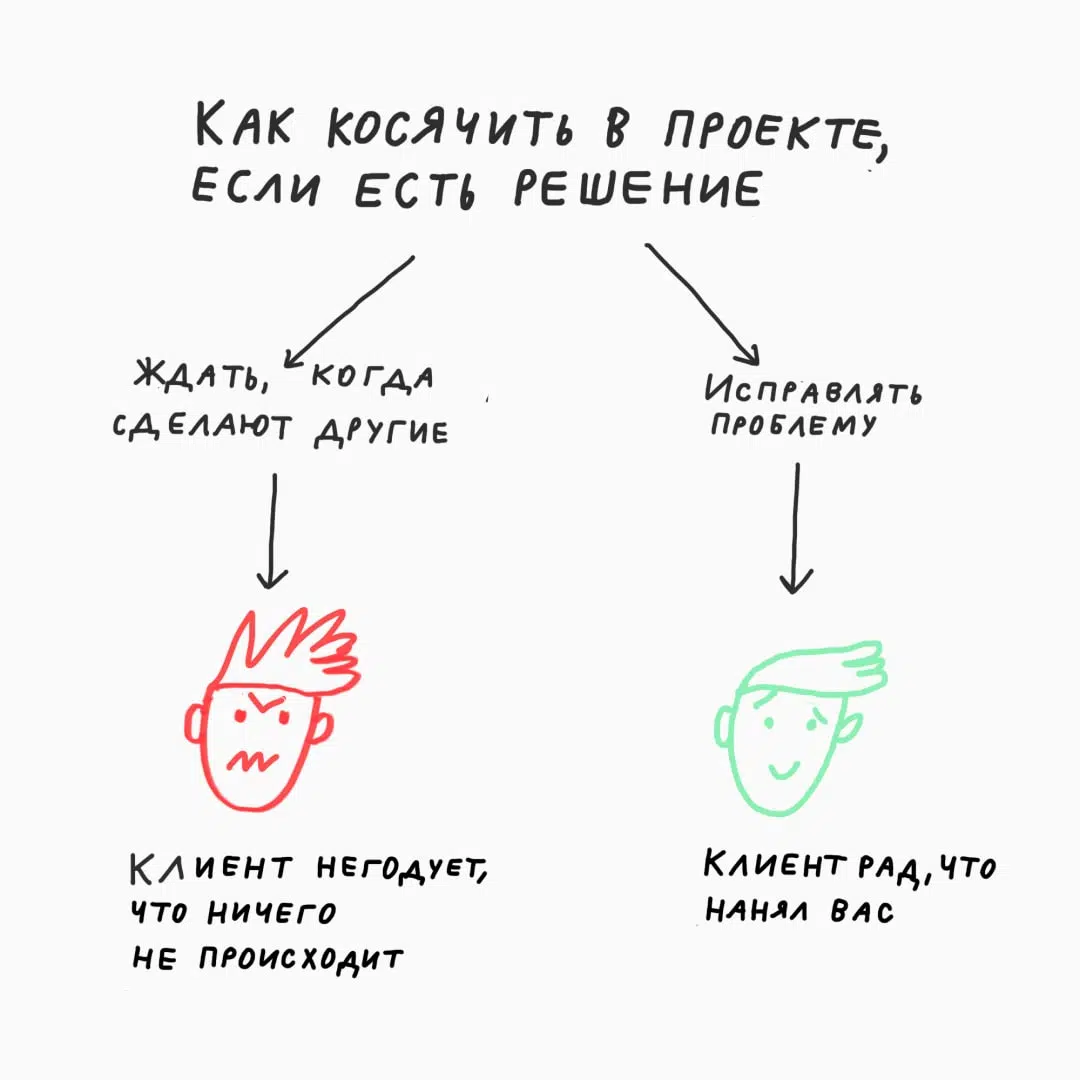 Как косячить в проекте,
если есть решение
Ждать, когда
сделают другие
Исправлять
проблему
Клиент негодует,
что ничего
не происходит
Клиент рад, что
нанял вас